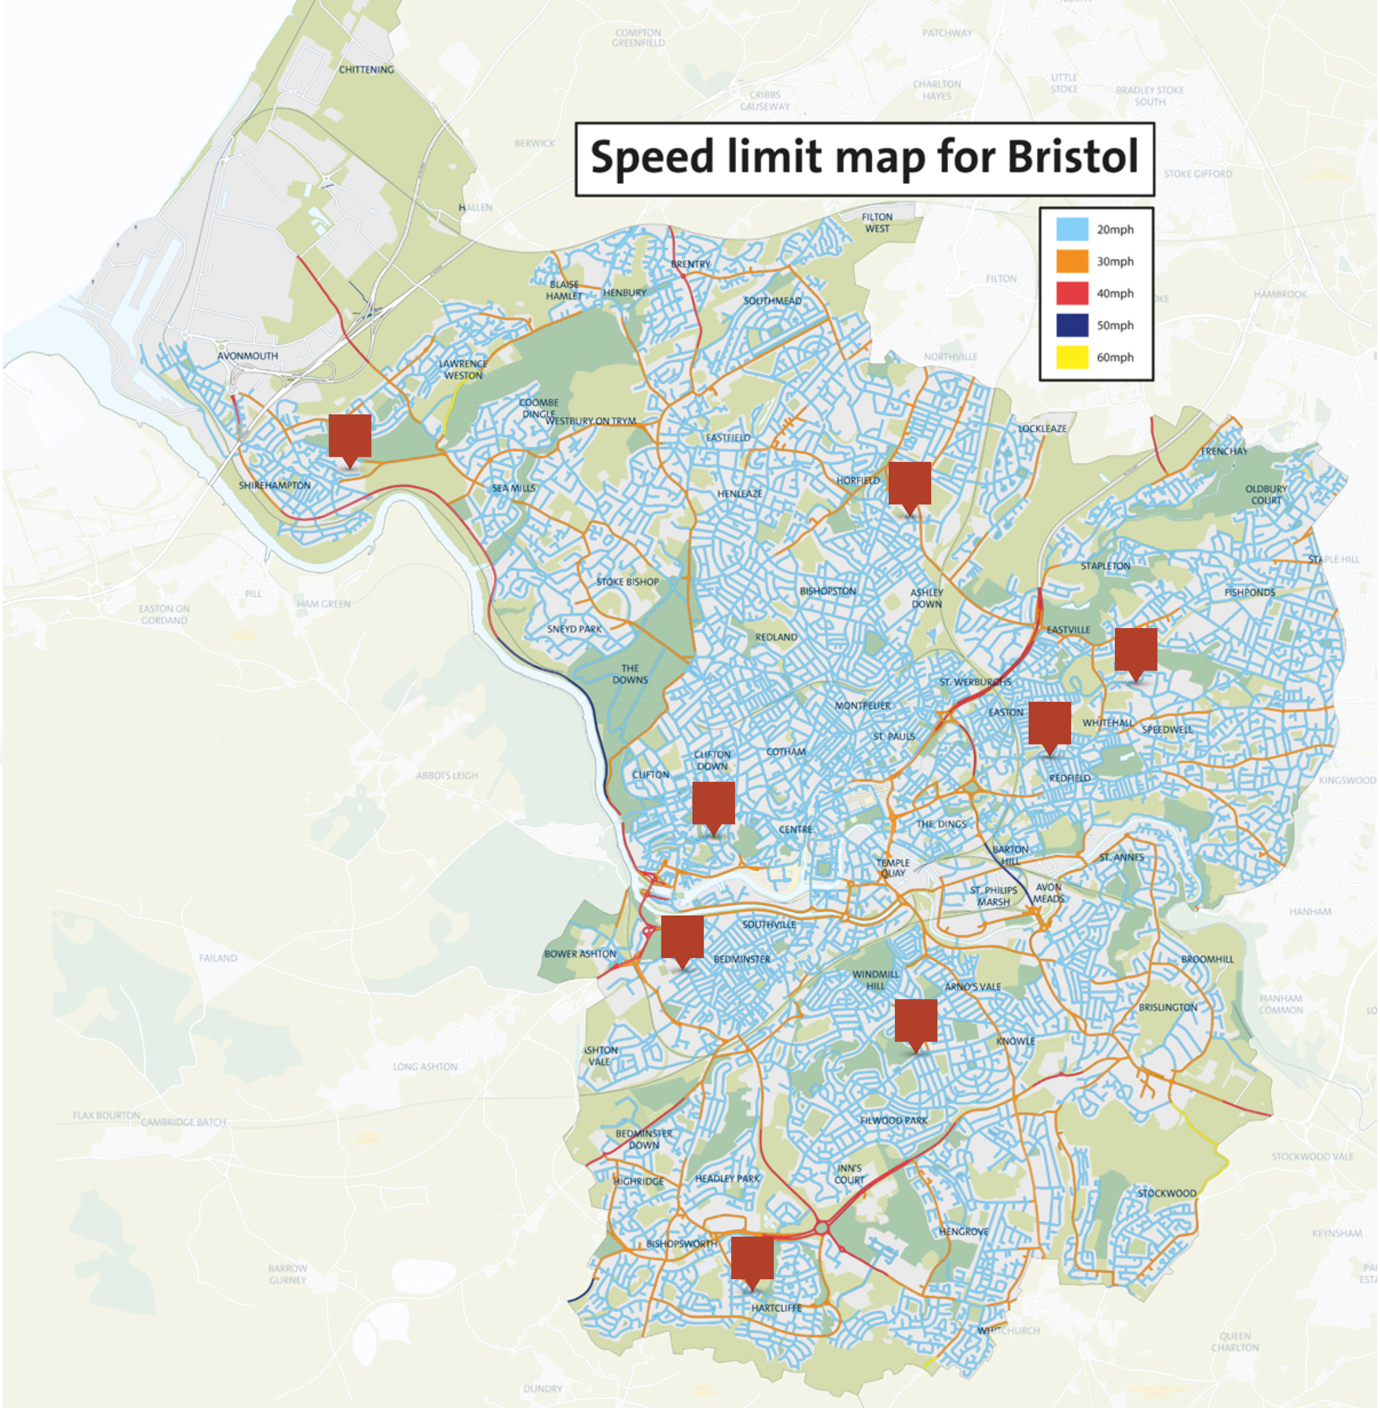 CHITTENING
COMPTON
GREENFIELD
PATCHWAY
LITTLE
STOKE
CHARLTON
HAYES
BRADLEY STOKE
SOUTH
CRIBBS
CAUSEWAY
BERWICK
Speed limit map for Bristol
STOKE GIFFORD
HALLEN
FILTON
WEST
20mph
30mph
40mph
50mph
60mph
BRENTRY
FILTON
BLAISE
HAMLET
HENBURY
SOUTHMEAD
HAMBROOK
AVONMOUTH
LAWRENCE
WESTON
NORTHVILLE
COOMBE
DINGLE
WESTBURY ON TRYM
EASTFIELD
LOCKLEAZE
FRENCHAY
SHIREHAMPTON
SEA MILLS
HENLEAZE
HORFIELD
OLDBURY
COURT
STAPLE HILL
STAPLETON
STOKE BISHOP
BISHOPSTON
ASHLEY
DOWN
FISHPONDS
PILL
HAM GREEN
EASTON ON
GORDANO
SNEYD PARK
REDLAND
EASTVILLE
THE
DOWNS
ST. WERBURGHS
MONTPELIER
EASTON
WHITEHALL
SPEEDWELL
ST. PAULS
CLIFTON
DOWN
COTHAM
ABBOTS LEIGH
CLIFTON
REDFIELD
KINGSWOOD
CENTRE
THE DINGS
BARTON
HILL
ST. ANNES
TEMPLE
QUAY
ST. PHILIPS
MARSH
AVON
MEADS
HANHAM
SOUTHVILLE
BOWER ASHTON
FAILAND
BEDMINSTER
WINDMILL
HILL
ARNO'S VALE
BROOMHILL
HANHAM
COMMON
BRISLINGTON
ASHTON
VALE
KNOWLE
LONG ASHTON
FLAX BOURTON
CAMBRIDGE BATCH
BEDMINSTER
DOWN
FILWOOD PARK
STOCKWOOD VALE
HIGHRIDGE
HEADLEY PARK
INN'S
COURT
STOCKWOOD
BISHOPSWORTH
HENGROVE
KEYNSHAM
BARROW
GURNEY
HARTCLIFFE
WHITCHURCH
QUEEN
CHARLTON
DUNDRY